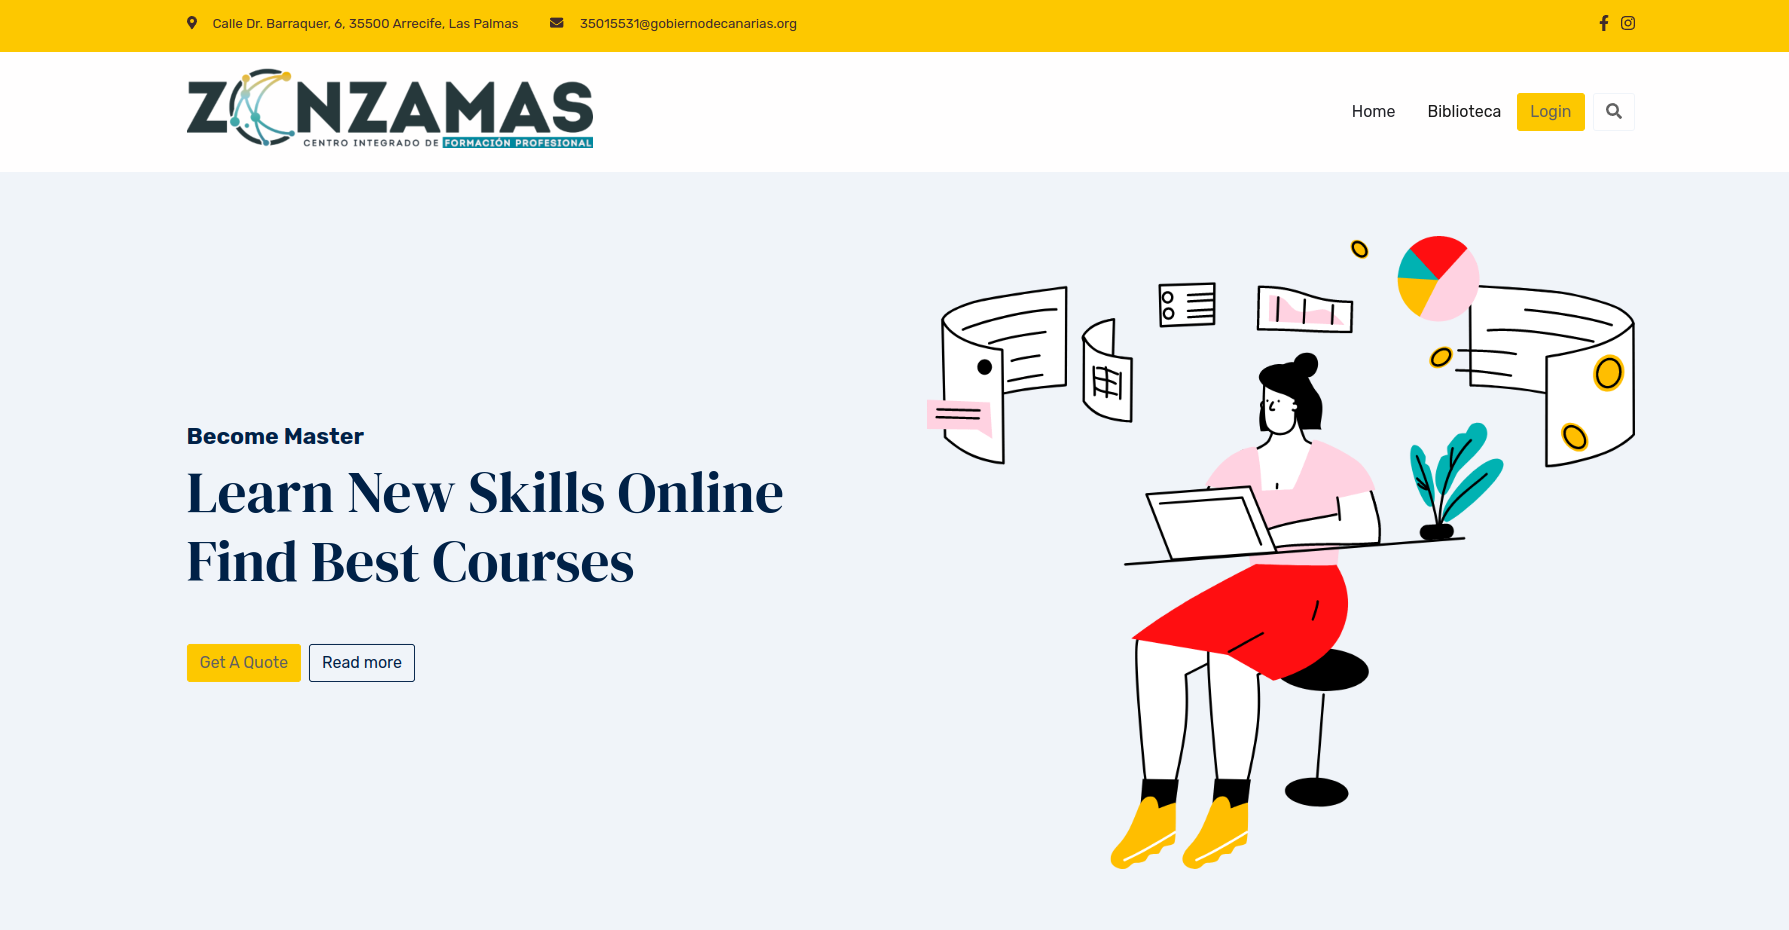 Calle Dr. Barraquer, 6, 35500 Arrecife, Las Palmas
35015531@gobiernodecanarias.org
ZONZAMAS
CENTRO INTEGRADO DE FORMACIÓN PROFESIONAL
Home
Biblioteca
Login
Become Master
Learn New Skills Online
Find Best Courses
Get A Quote
Read more